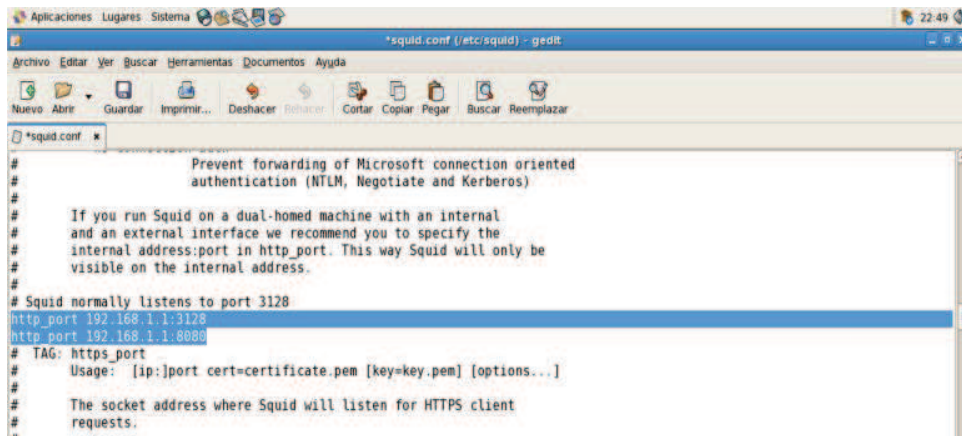 Aplicaciones Lugares Sistema 22:49
*squid.conf (/etc/squid) - gedit
Archivo Editar Ver Buscar Herramientas Documentos Ayuda
Nuevo Abrir Guardar Imprimir... Deshacer Rehacer Cortar Copiar Pegar Buscar Reemplazar
*squid.conf
# Prevent forwarding of Microsoft connection oriented
# authentication (NTLM, Negotiate and Kerberos)
#
# If you run Squid on a dual-homed machine with an internal
# and an external interface we recommend you to specify the
# internal address:port in http_port. This way Squid will only be
# visible on the internal address.
#
# Squid normally listens to port 3128
http_port 192.168.1.1:3128
http_port 192.168.1.1:8080
# TAG: https_port
# Usage: [ip:]port cert=certificate.pem [key=key.pem] [options...]
#
# The socket address where Squid will listen for HTTPS client
# requests.